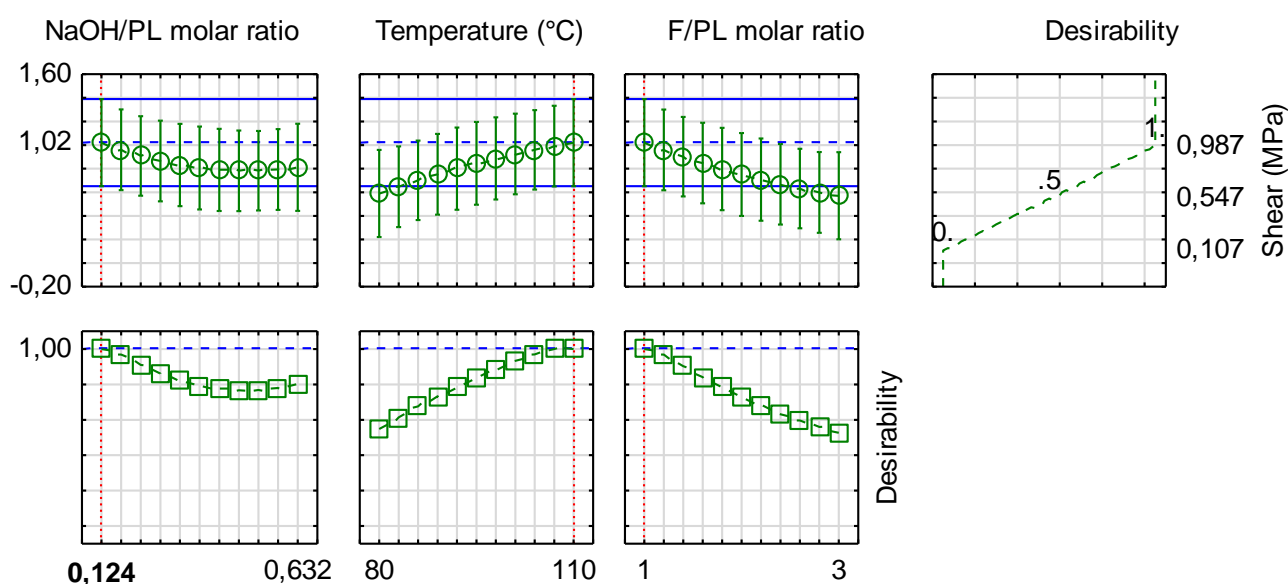 NaOH/PL molar ratio Temperature (°C) F/PL molar ratio Desirability
1,60
1,02
-0,20
1.
.5
0.
0,987
0,547
0,107
Shear (MPa)
1,00
Desirability
0,124 0,632 80 110 1 3